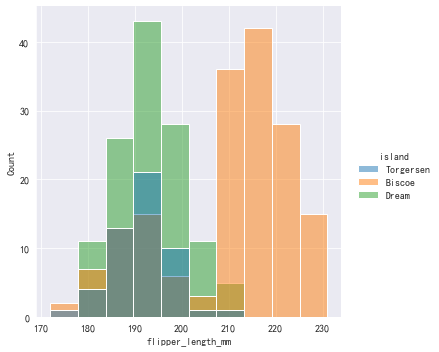 40
30
20
10
0
Count
170 180 190 200 210 220 230
flipper_length_mm
island
Torgersen
Biscoe
Dream